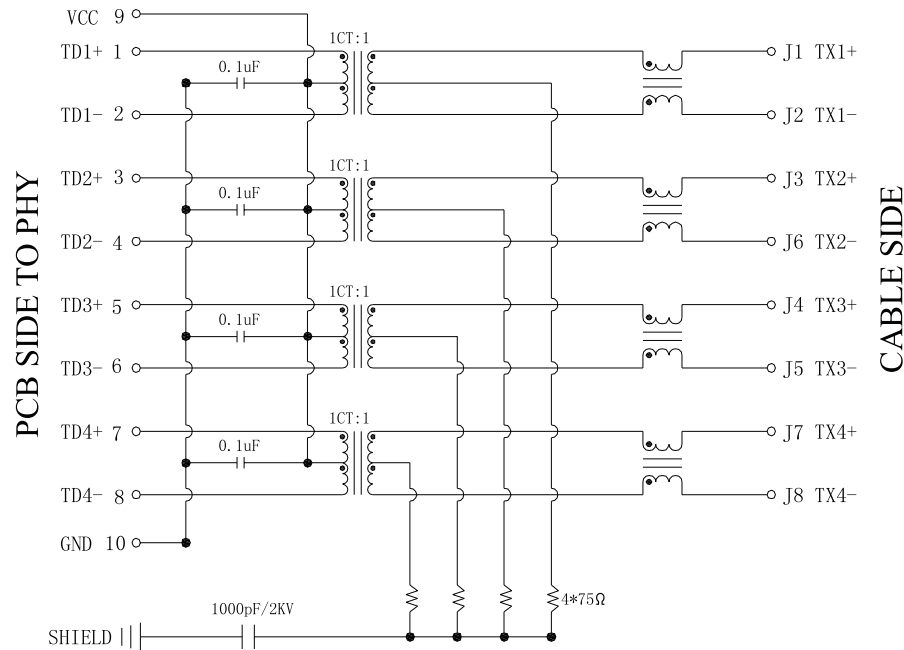 VCC 9
TD1+ 1
1CT:1
J1 TX1+
0.1uF
TD1- 2
J2 TX1-
1CT:1
TD2+ 3
J3 TX2+
0.1uF
TD2- 4
J6 TX2-
PCB SIDE TO PHY
CABLE SIDE
1CT:1
TD3+ 5
J4 TX3+
0.1uF
TD3- 6
J5 TX3-
1CT:1
TD4+ 7
J7 TX4+
0.1uF
TD4- 8
J8 TX4-
GND 10
4*75Ω
1000pF/2KV
SHIELD